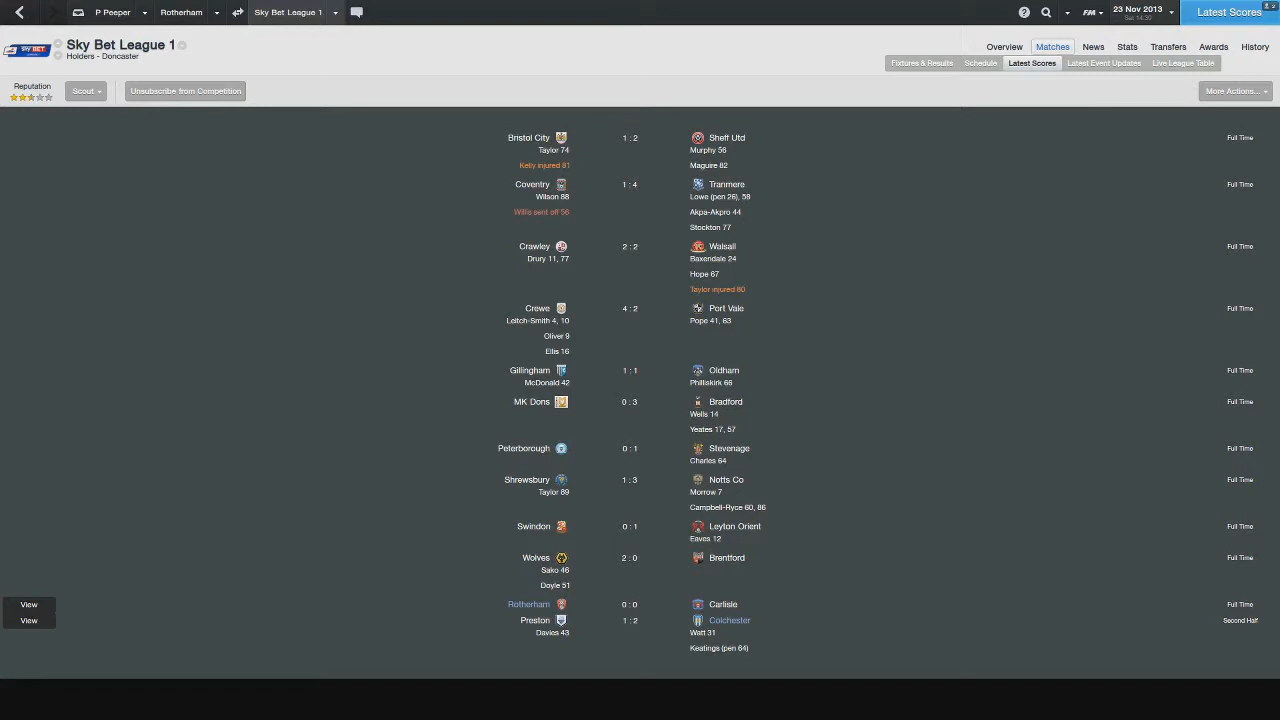 P Peeper Rotherham Sky Bet League 1 FM 23 Nov 2013 Sat 14.30 Latest Scores 2
Sky Bet League 1
Holders - Doncaster
Overview Matches News Stats Transfers Awards History
Fixtures & Results Schedule Latest Scores Latest Event Updates Live League Table
Reputation Scout Unsubscribe from Competition More Actions...
Bristol City 1 : 2 Sheff Utd Full Time
Taylor 74 Murphy 56
Kelly injured 81 Maguire 82
Coventry 1 : 4 Tranmere Full Time
Wilson 88 Lowe (pen 26), 58
Willis sent off 56 Akpa-Akpro 44
Stockton 77
Crawley 2 : 2 Walsall Full Time
Drury 11, 77 Baxendale 24
Hope 67
Taylor injured 80
Crewe 4 : 2 Port Vale Full Time
Leitch-Smith 4, 10 Pope 41, 63
Oliver 9
Ellis 16
Gillingham 1 : 1 Oldham Full Time
McDonald 42 Philliskirk 66
MK Dons 0 : 3 Bradford Full Time
Wells 14
Yeates 17, 57
Peterborough 0 : 1 Stevenage Full Time
Charles 64
Shrewsbury 1 : 3 Notts Co Full Time
Taylor 89 Morrow 7
Campbell-Ryce 60, 86
Swindon 0 : 1 Leyton Orient Full Time
Eaves 12
Wolves 2 : 0 Brentford Full Time
Sako 46
Doyle 51
View Rotherham 0 : 0 Carlisle Full Time
View Preston 1 : 2 Colchester Second Half
Davies 43 Watt 31
Keatings (pen 64)